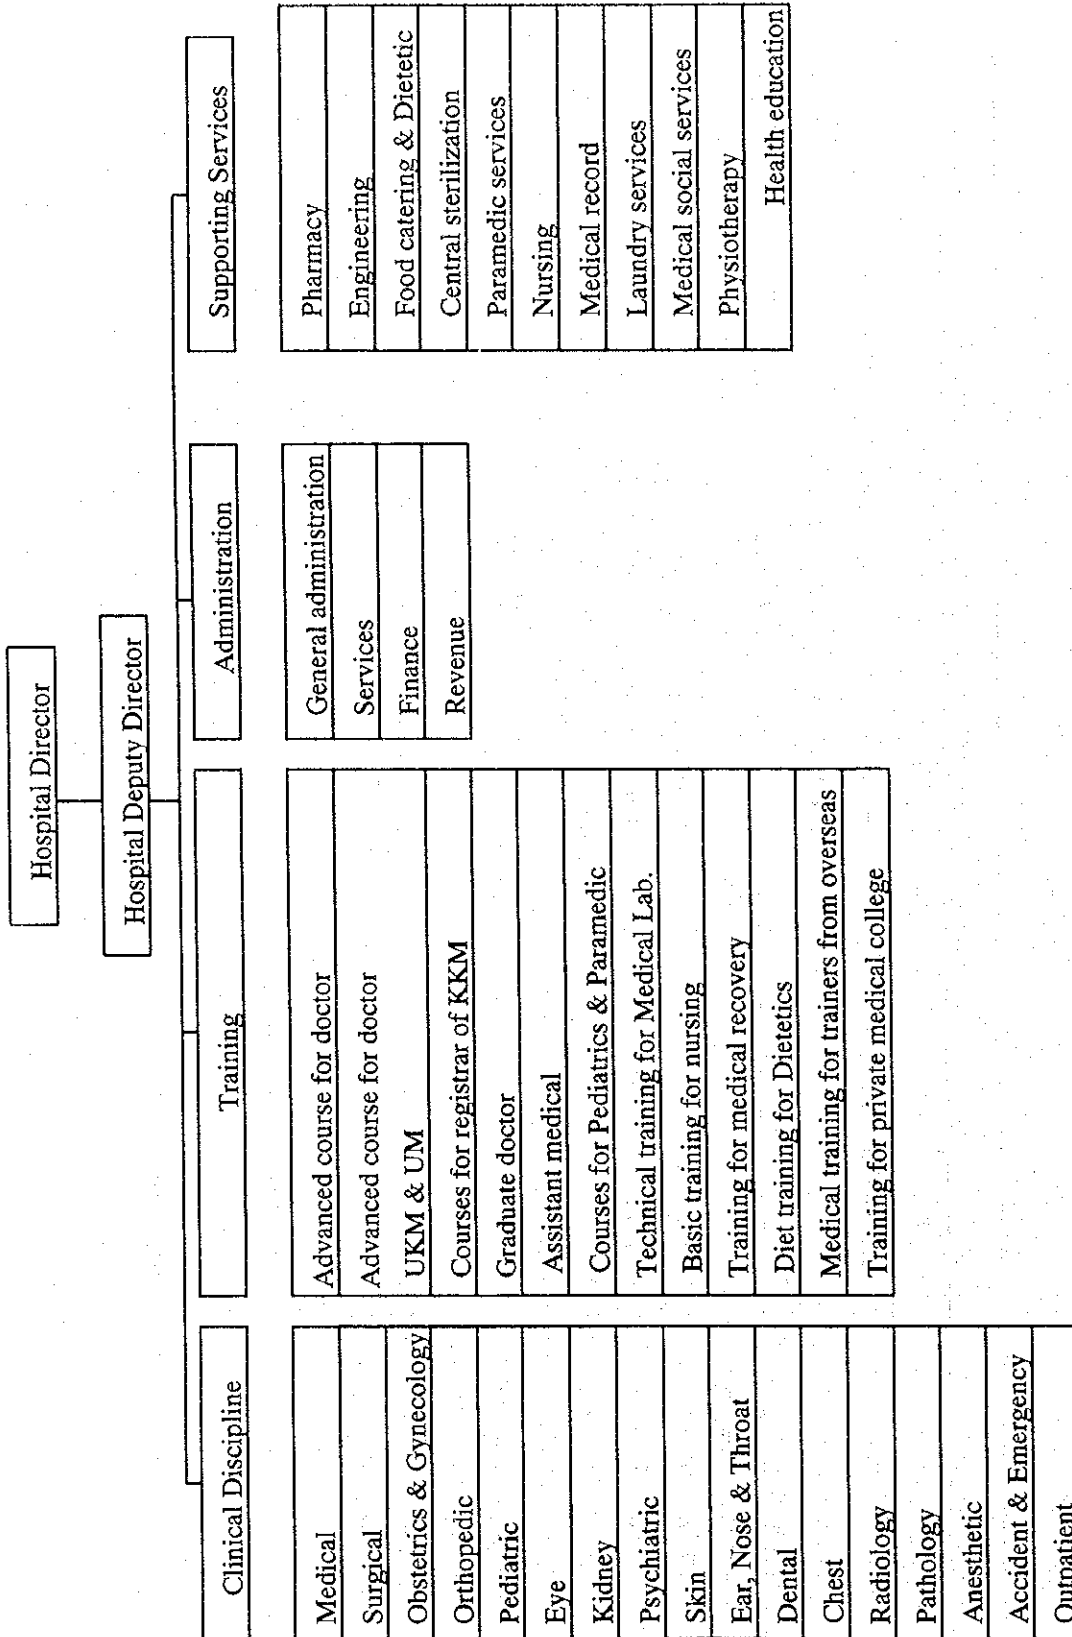 Hospital Director
Hospital Deputy Director
Clinical Discipline
Medical
Surgical
Obstetrics & Gynecology
Orthopedic
Pediatric
Eye
Kidney
Psychiatric
Skin
Ear, Nose & Throat
Dental
Chest
Radiology
Pathology
Anesthetic
Accident & Emergency
Outpatient
Training
Advanced course for doctor
Advanced course for doctor
UKM & UM
Courses for registrar of KKM
Graduate doctor
Assistant medical
Courses for Pediatrics & Paramedic
Technical training for Medical Lab.
Basic training for nursing
Training for medical recovery
Diet training for Dietetics
Medical training for trainers from overseas
Training for private medical college
Administration
General administration
Services
Finance
Revenue
Supporting Services
Pharmacy
Engineering
Food catering & Dietetic
Central sterilization
Paramedic services
Nursing
Medical record
Laundry services
Medical social services
Physiotherapy
Health education